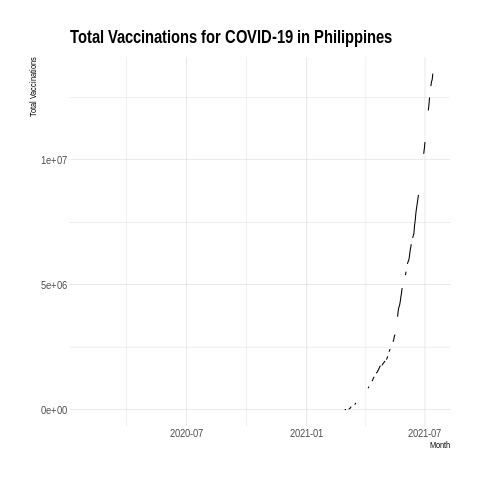 Total Vaccinations for COVID-19 in Philippines
Total Vaccinations
1e+07
5e+06
0e+00
2020-07 2021-01 2021-07
Month